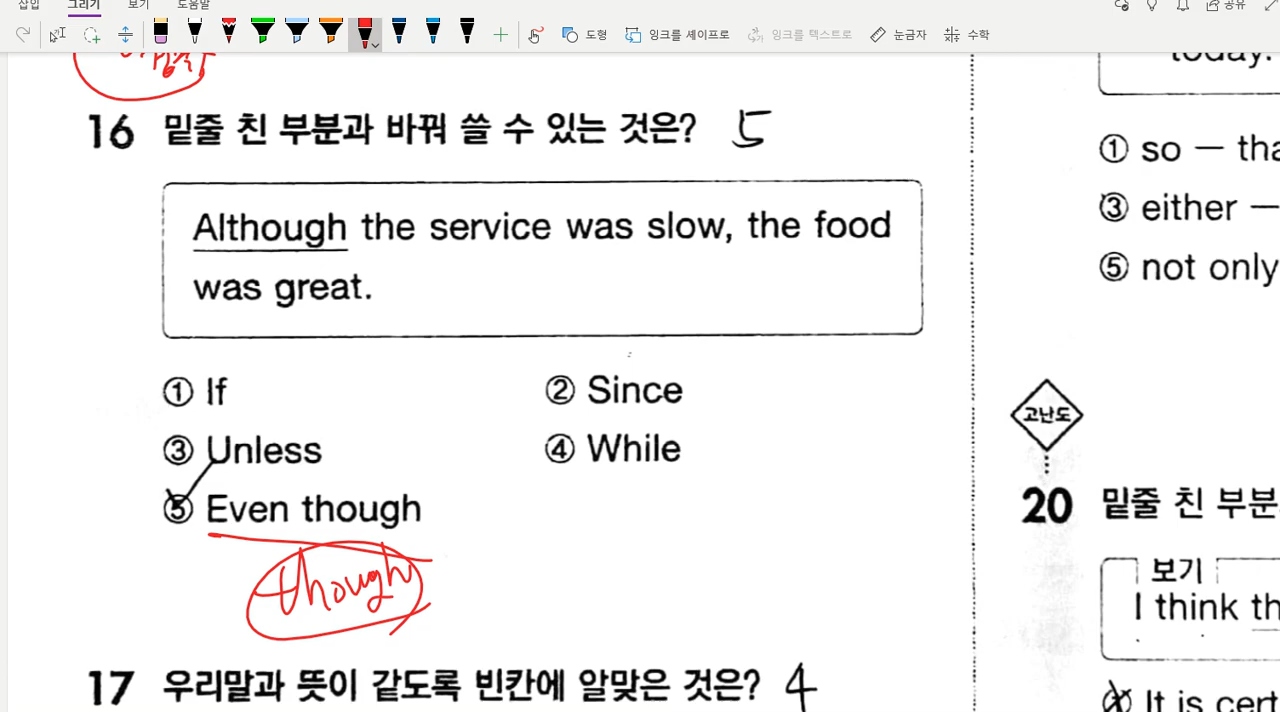 삽입 그리기 보기 도움말
공유
도형 잉크를 셰이프로 잉크를 텍스트로 눈금자 수학
16 밑줄 친 부분과 바꿔 쓸 수 있는 것은? 5
Although the service was slow, the food
was great.
① If ② Since
③ Unless ④ While
⑤ Even though
though
17 우리말과 뜻이 같도록 빈칸에 알맞은 것은? 4
today.
① so — tha
③ either —
⑤ not only
고난도
20 밑줄 친 부분
보기
I think th
It is cert